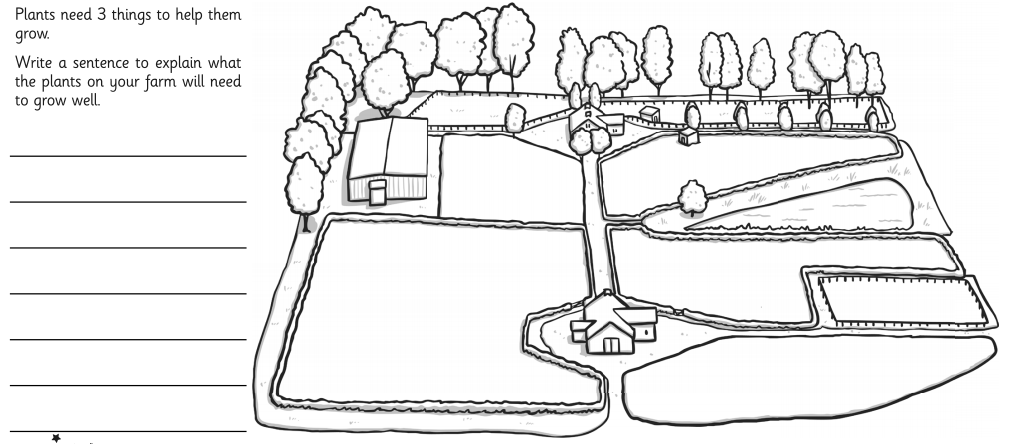 Plants need 3 things to help them
grow.
Write a sentence to explain what
the plants on your farm will need
to grow well.